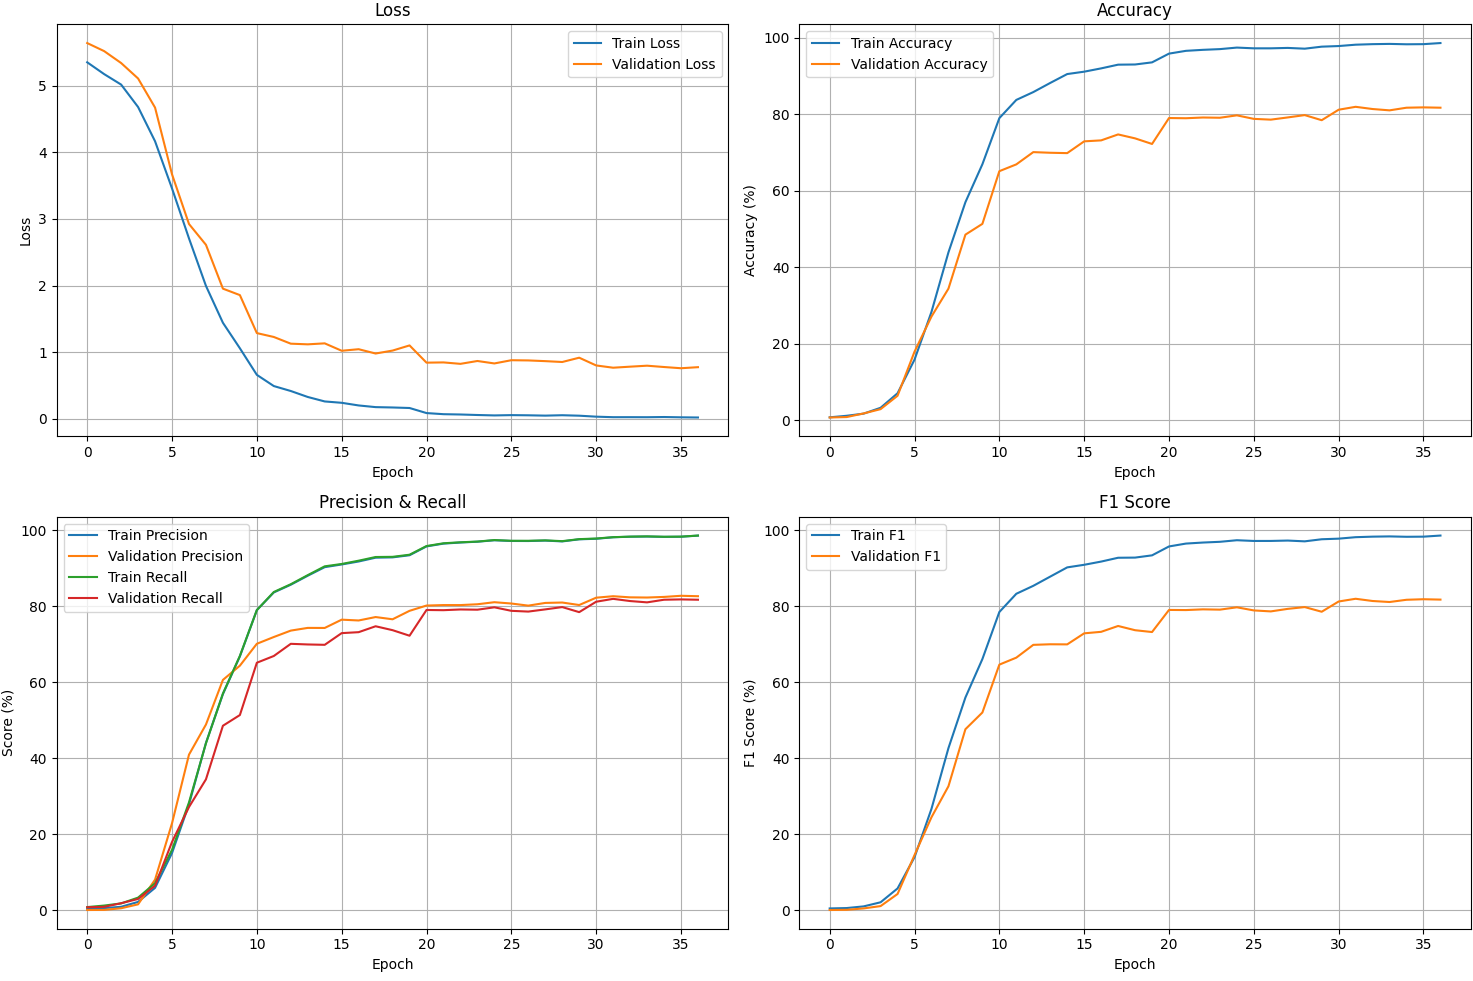 Loss
Train Loss
Validation Loss
5
4
3
2
1
0
Loss
0 5 10 15 20 25 30 35
Epoch
Accuracy
Train Accuracy
Validation Accuracy
100
80
60
40
20
0
Accuracy (%)
0 5 10 15 20 25 30 35
Epoch
Precision & Recall
Train Precision
Validation Precision
Train Recall
Validation Recall
100
80
60
40
20
0
Score (%)
0 5 10 15 20 25 30 35
Epoch
F1 Score
Train F1
Validation F1
100
80
60
40
20
0
F1 Score (%)
0 5 10 15 20 25 30 35
Epoch